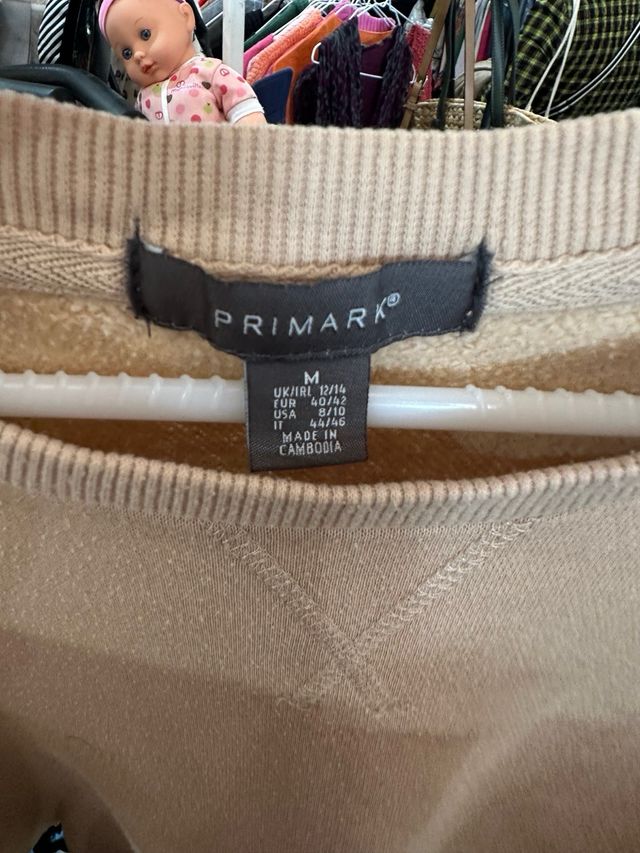 PRIMARK®
M
UK/IRL 12/14
EUR 40/42
USA 8/10
IT 44/46
MADE IN
CAMBODIA